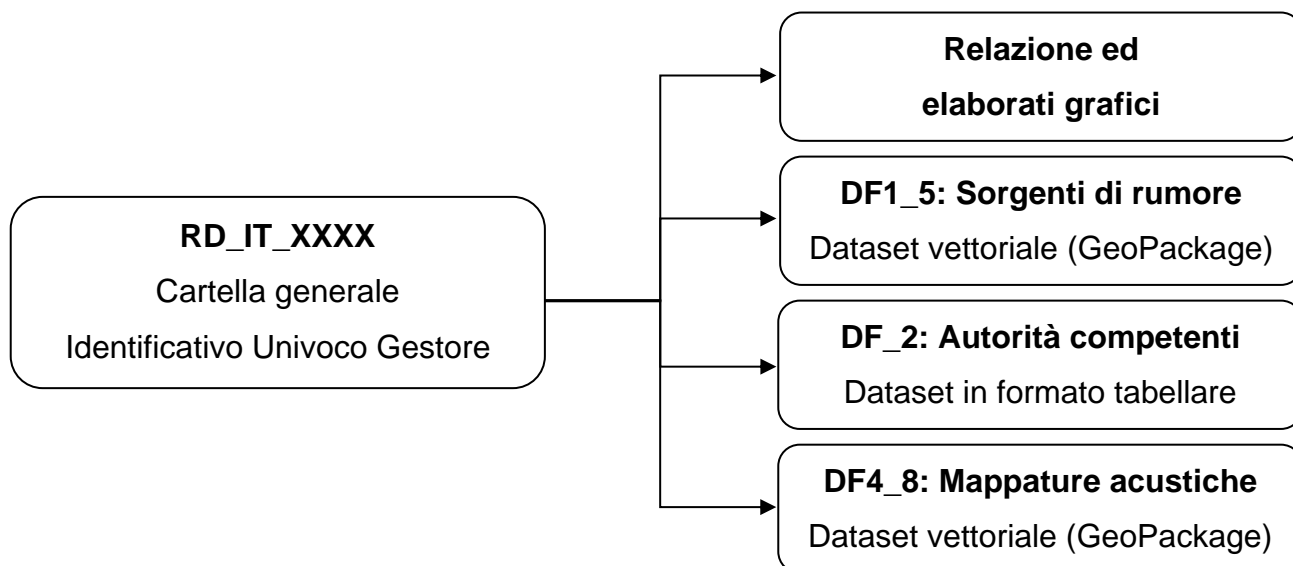 Relazione ed
elaborati grafici
DF1_5: Sorgenti di rumore
Dataset vettoriale (GeoPackage)
RD_IT_XXXX
Cartella generale
Identificativo Univoco Gestore
DF_2: Autorità competenti
Dataset in formato tabellare
DF4_8: Mappature acustiche
Dataset vettoriale (GeoPackage)